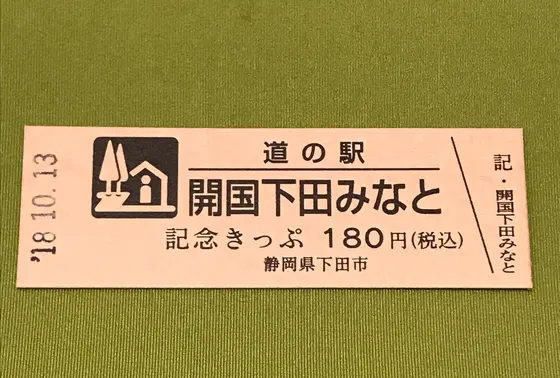 '18 10. 13
道の駅
開国下田みなと
記念きっぷ 180円(税込)
静岡県下田市
記・開国下田みなと